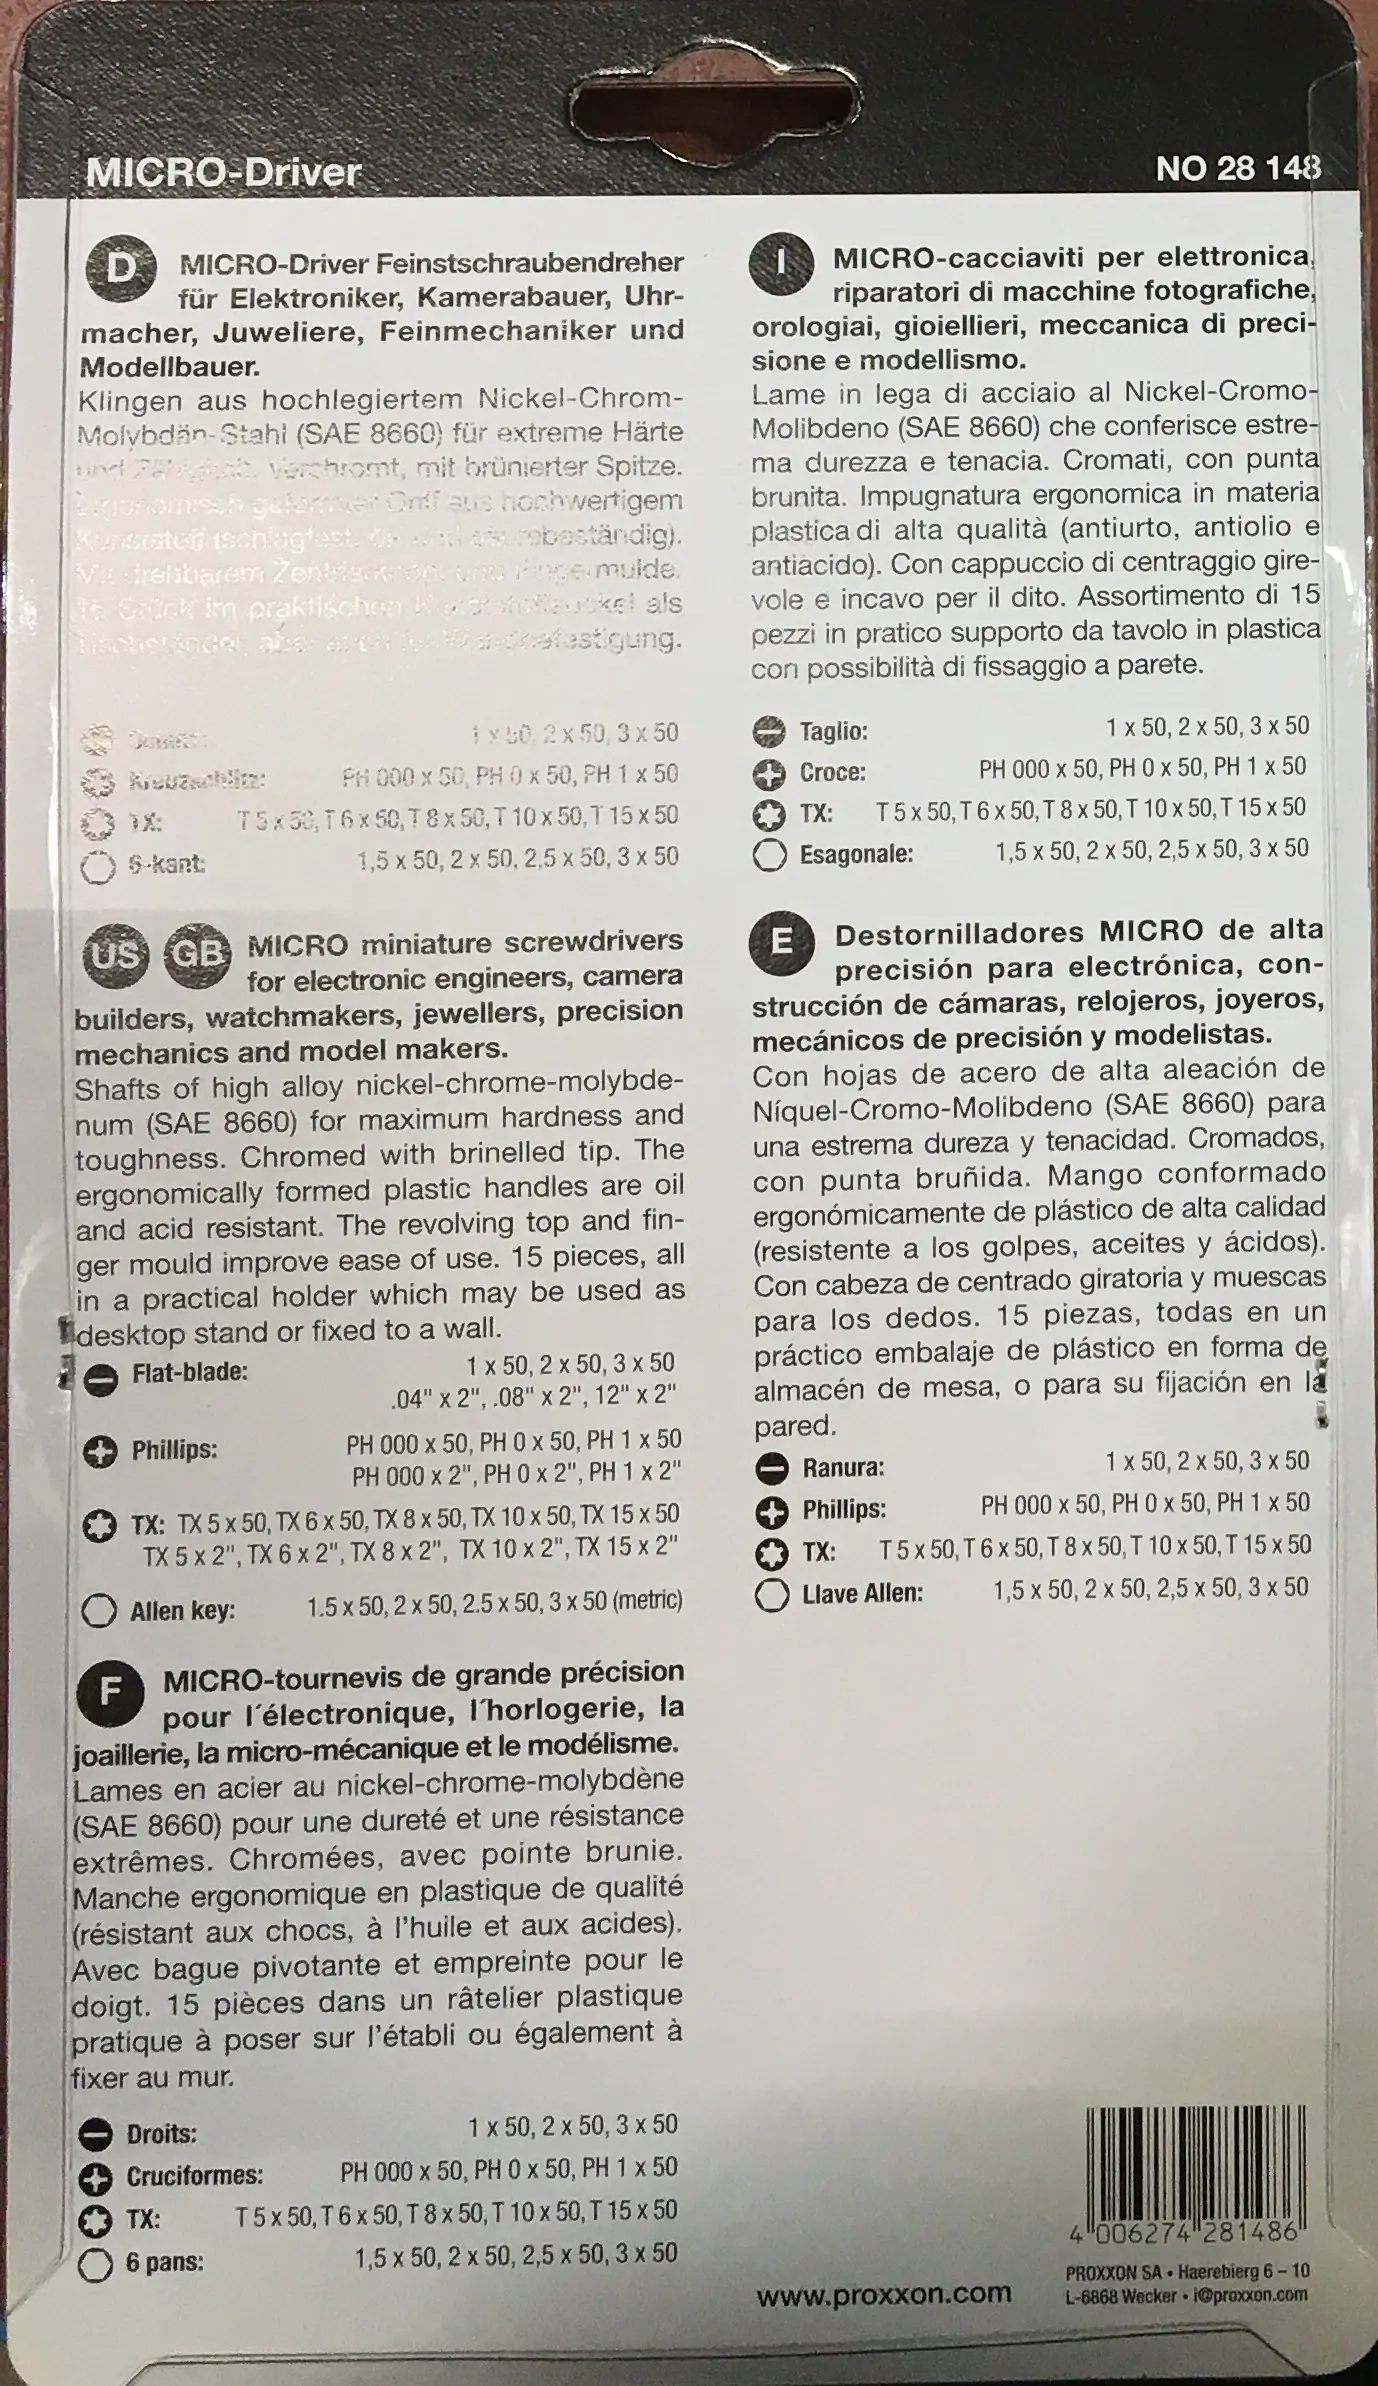 MICRO-Driver
NO 28 148
D MICRO-Driver Feinstschraubendreher
für Elektroniker, Kamerabauer, Uhr-
macher, Juweliere, Feinmechaniker und
Modellbauer.
Klingen aus hochlegiertem Nickel-Chrom-
Molybdän-Stahl (SAE 8660) für extreme Härte
und verchromt, mit brünierter Spitze.
Griff aus hochwertigem
Mit drehbarem
15 Stück im praktischen als
US GB MICRO miniature screwdrivers
for electronic engineers, camera
builders, watchmakers, jewellers, precision
mechanics and model makers.
Shafts of high alloy nickel-chrome-molybde-
num (SAE 8660) for maximum hardness and
toughness. Chromed with brinelled tip. The
ergonomically formed plastic handles are oil
and acid resistant. The revolving top and fin-
ger mould improve ease of use. 15 pieces, all
in a practical holder which may be used as
desktop stand or fixed to a wall.
Flat-blade: 1 x 50, 2 x 50, 3 x 50
.04" x 2", .08" x 2", 12" x 2"
Phillips: PH 000 x 50, PH 0 x 50, PH 1 x 50
PH 000 x 2", PH 0 x 2", PH 1 x 2"
TX: TX 5 x 50, TX 6 x 50, TX 8 x 50, TX 10 x 50, TX 15 x 50
TX 5 x 2", TX 6 x 2", TX 8 x 2", TX 10 x 2", TX 15 x 2"
Allen key: 1.5 x 50, 2 x 50, 2.5 x 50, 3 x 50 (metric)
1 x 50, 2 x 50, 3 x 50
Kreuzschlitz: PH 000 x 50, PH 0 x 50, PH 1 x 50
TX: T 5 x 50, T 6 x 50, T 8 x 50, T 10 x 50, T 15 x 50
6-kant: 1,5 x 50, 2 x 50, 2,5 x 50, 3 x 50
F MICRO-tournevis de grande précision
pour l´électronique, l´horlogerie, la
joaillerie, la micro-mécanique et le modélisme.
Lames en acier au nickel-chrome-molybdène
(SAE 8660) pour une dureté et une résistance
extrêmes. Chromées, avec pointe brunie.
Manche ergonomique en plastique de qualité
(résistant aux chocs, à l'huile et aux acides).
Avec bague pivotante et empreinte pour le
doigt. 15 pièces dans un râtelier plastique
pratique à poser sur l'établi ou également à
fixer au mur.
Droits: 1 x 50, 2 x 50, 3 x 50
Cruciformes: PH 000 x 50, PH 0 x 50, PH 1 x 50
TX: T 5 x 50, T 6 x 50, T 8 x 50, T 10 x 50, T 15 x 50
6 pans: 1,5 x 50, 2 x 50, 2,5 x 50, 3 x 50
I MICRO-cacciaviti per elettronica,
riparatori di macchine fotografiche,
orologiai, gioiellieri, meccanica di preci-
sione e modellismo.
Lame in lega di acciaio al Nickel-Cromo-
Molibdeno (SAE 8660) che conferisce estre-
ma durezza e tenacia. Cromati, con punta
brunita. Impugnatura ergonomica in materia
plastica di alta qualità (antiurto, antiolio e
antiacido). Con cappuccio di centraggio gire-
vole e incavo per il dito. Assortimento di 15
pezzi in pratico supporto da tavolo in plastica
con possibilità di fissaggio a parete.
Taglio: 1 x 50, 2 x 50, 3 x 50
Croce: PH 000 x 50, PH 0 x 50, PH 1 x 50
TX: T 5 x 50, T 6 x 50, T 8 x 50, T 10 x 50, T 15 x 50
Esagonale: 1,5 x 50, 2 x 50, 2,5 x 50, 3 x 50
E Destornilladores MICRO de alta
precisión para electrónica, con-
strucción de cámaras, relojeros, joyeros,
mecánicos de precisión y modelistas.
Con hojas de acero de alta aleación de
Níquel-Cromo-Molibdeno (SAE 8660) para
una estrema dureza y tenacidad. Cromados,
con punta bruñida. Mango conformado
ergonómicamente de plástico de alta calidad
(resistente a los golpes, aceites y ácidos).
Con cabeza de centrado giratoria y muescas
para los dedos. 15 piezas, todas en un
práctico embalaje de plástico en forma de
almacén de mesa, o para su fijación en la
pared.
Ranura: 1 x 50, 2 x 50, 3 x 50
Phillips: PH 000 x 50, PH 0 x 50, PH 1 x 50
TX: T 5 x 50, T 6 x 50, T 8 x 50, T 10 x 50, T 15 x 50
Llave Allen: 1,5 x 50, 2 x 50, 2,5 x 50, 3 x 50
4 006274 281486
www.proxxon.com
PROXXON SA • Haerebierg 6 – 10
L-6868 Wecker • i@proxxon.com